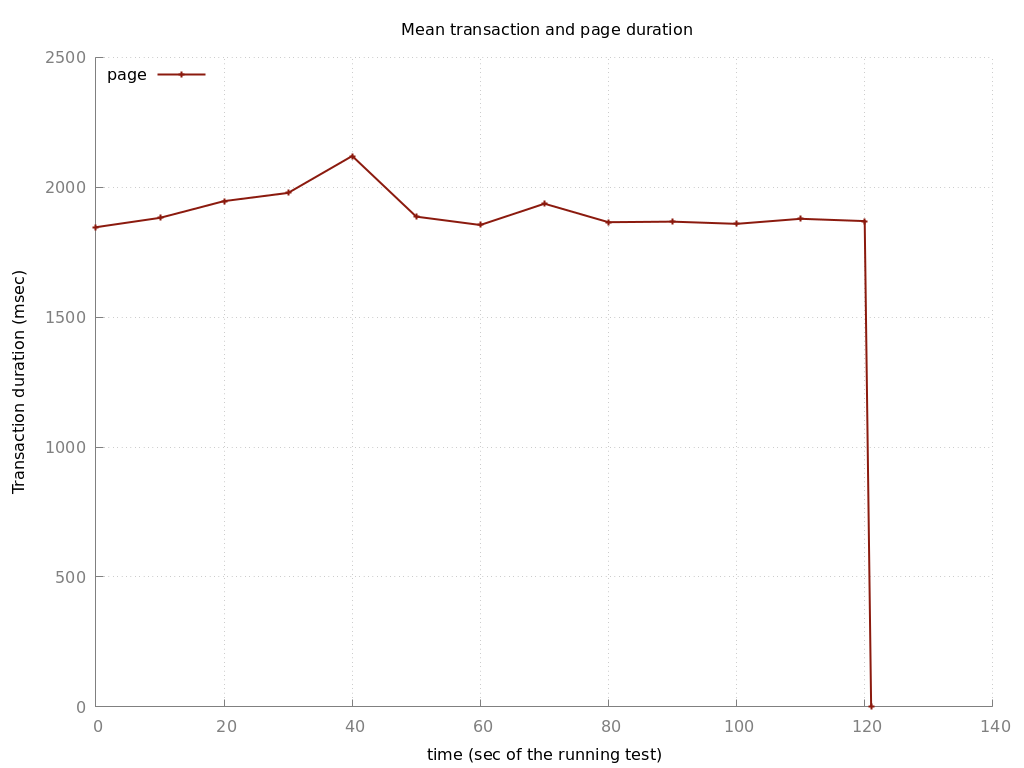 Mean transaction and page duration
2500
page
2000
1500
1000
500
0
Transaction duration (msec)
0 20 40 60 80 100 120 140
time (sec of the running test)